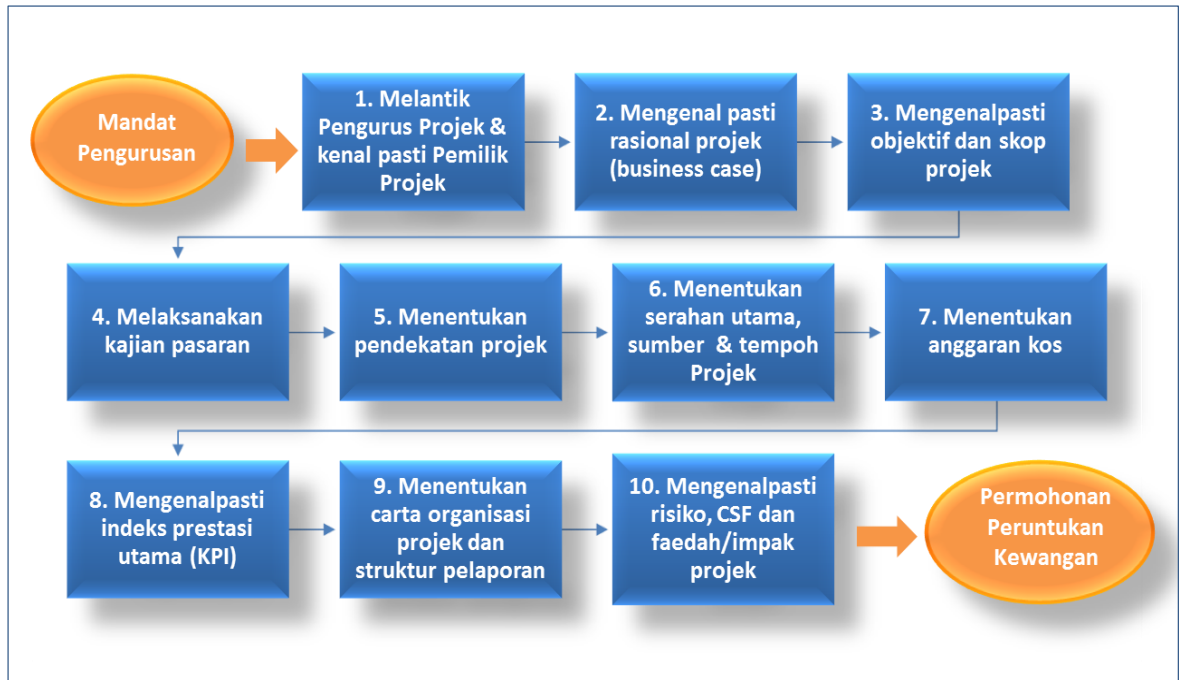 Mandat
Pengurusan
1. Melantik
Pengurus Projek &
kenal pasti Pemilik
Projek
2. Mengenal pasti
rasional projek
(business case)
3. Mengenalpasti
objektif dan skop
projek
4. Melaksanakan
kajian pasaran
5. Menentukan
pendekatan projek
6. Menentukan
serahan utama,
sumber & tempoh
Projek
7. Menentukan
anggaran kos
8. Mengenalpasti
indeks prestasi
utama (KPI)
9. Menentukan
carta organisasi
projek dan
struktur pelaporan
10. Mengenalpasti
risiko, CSF dan
faedah/impak
projek
Permohonan
Peruntukan
Kewangan